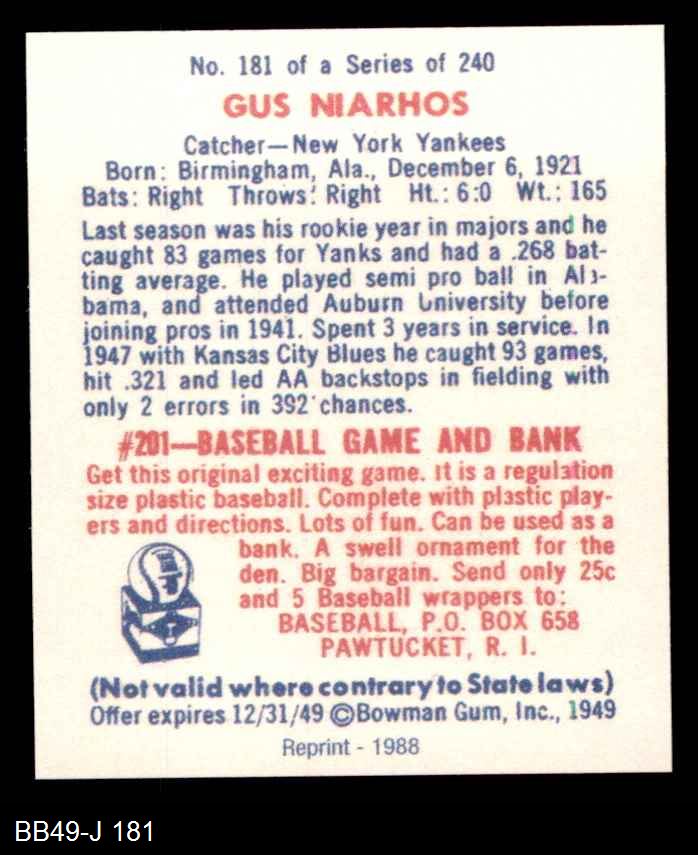 No. 181 of a Series of 240
GUS NIARHOS
Catcher—New York Yankees
Born: Birmingham, Ala., December 6, 1921
Bats: Right Throws: Right Ht.: 6:0 Wt.: 165
Last season was his rookie year in majors and he
caught 83 games for Yanks and had a .268 bat-
ting average. He played semi pro ball in Ala-
bama, and attended Auburn University before
joining pros in 1941. Spent 3 years in service. In
1947 with Kansas City Blues he caught 93 games,
hit .321 and led AA backstops in fielding with
only 2 errors in 392 chances.
#201—BASEBALL GAME AND BANK
Get this original exciting game. It is a regulation
size plastic baseball. Complete with plastic play-
ers and directions. Lots of fun. Can be used as a
bank. A swell ornament for the
den. Big bargain. Send only 25c
and 5 Baseball wrappers to:
BASEBALL, P.O. BOX 658
PAWTUCKET, R. I.
(Not valid where contrary to State laws)
Offer expires 12/31/49 ©Bowman Gum, Inc., 1949
Reprint - 1988
BB49-J 181